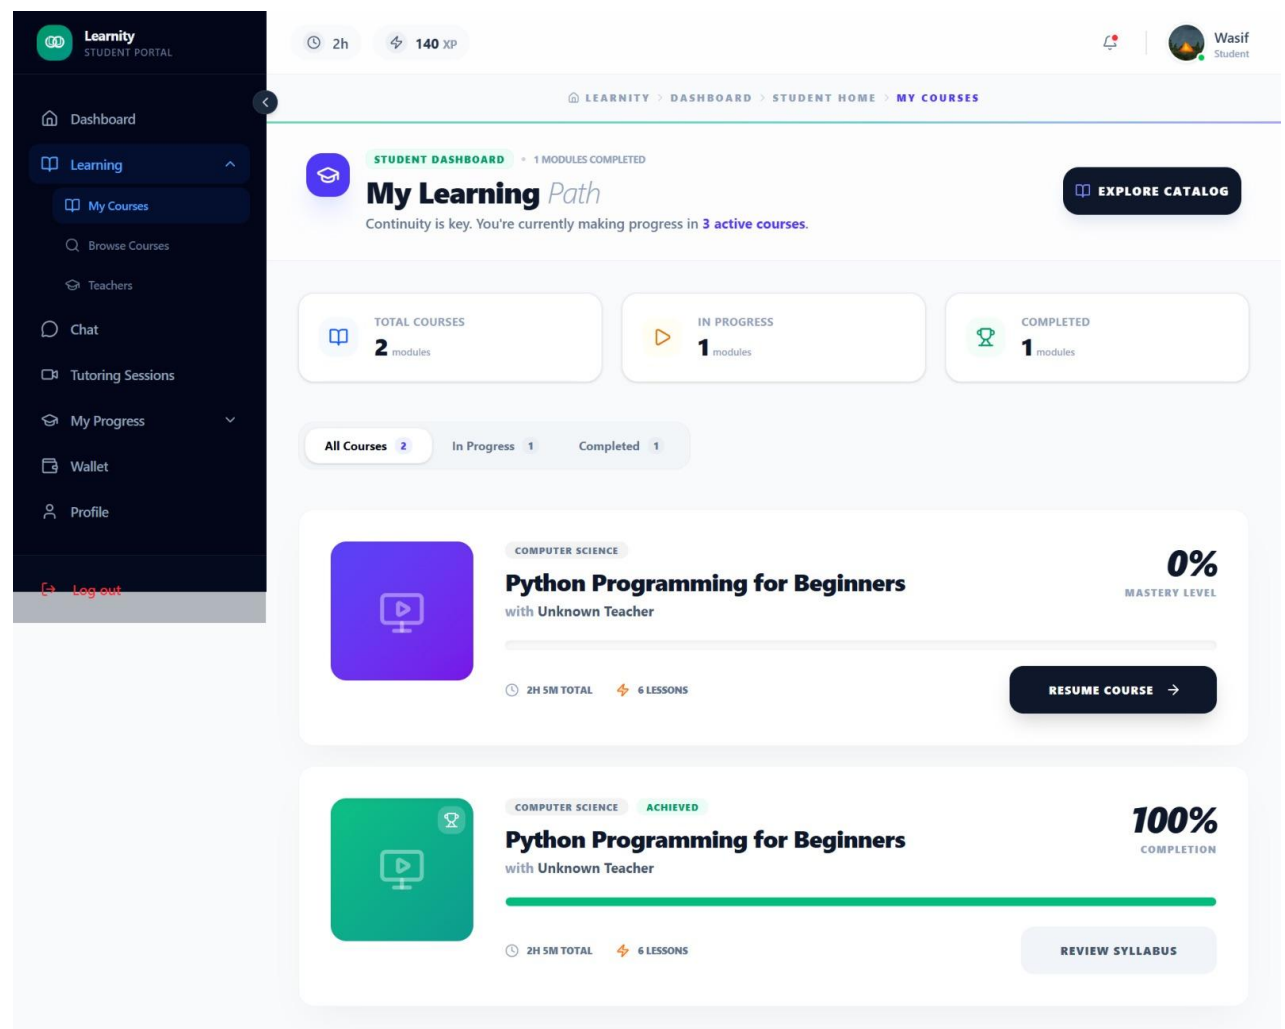 Learnity
STUDENT PORTAL
Dashboard
Learning
My Courses
Browse Courses
Teachers
Chat
Tutoring Sessions
My Progress
Wallet
Profile
Log out
2h
140 XP
Wasif
Student
LEARNITY > DASHBOARD > STUDENT HOME > MY COURSES
STUDENT DASHBOARD • 1 MODULES COMPLETED
My Learning Path
Continuity is key. You're currently making progress in 3 active courses.
EXPLORE CATALOG
TOTAL COURSES
2 modules
IN PROGRESS
1 modules
COMPLETED
1 modules
All Courses 2
In Progress 1
Completed 1
COMPUTER SCIENCE
Python Programming for Beginners
with Unknown Teacher
0%
MASTERY LEVEL
2H 5M TOTAL
6 LESSONS
RESUME COURSE →
COMPUTER SCIENCE
ACHIEVED
Python Programming for Beginners
with Unknown Teacher
100%
COMPLETION
2H 5M TOTAL
6 LESSONS
REVIEW SYLLABUS